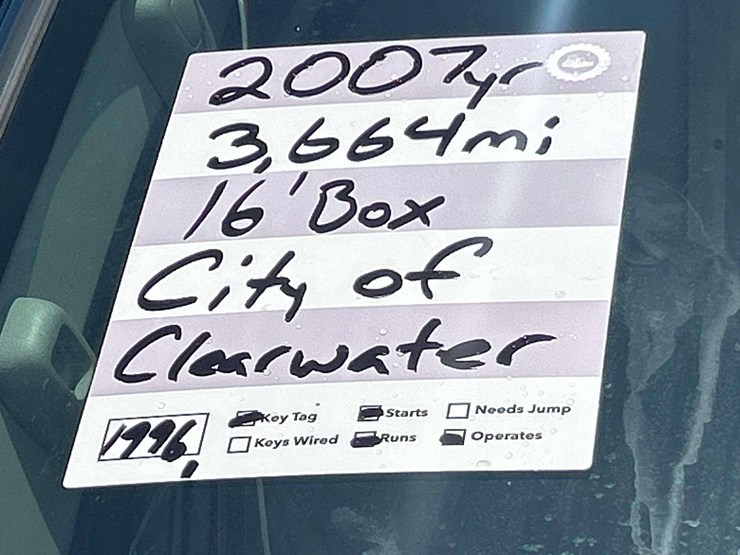 2007yr
3,664mi
16' Box
City of
Clearwater
1996
Key Tag Starts Needs Jump
Keys Wired Runs Operates